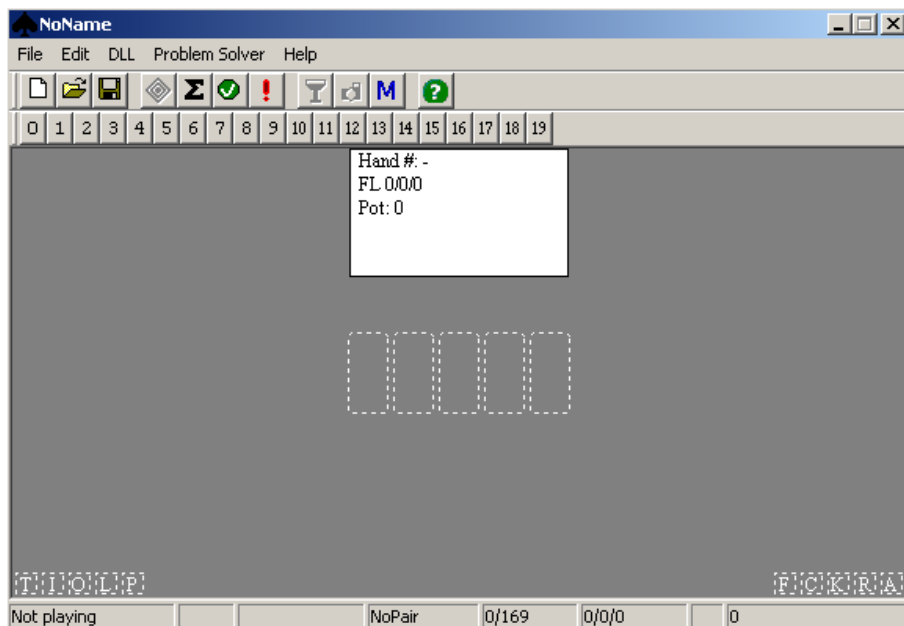 NoName
File Edit DLL Problem Solver Help
Σ ! M ?
0 1 2 3 4 5 6 7 8 9 10 11 12 13 14 15 16 17 18 19
Hand #: -
FL 0/0/0
Pot: 0
T I O L P F C K R A
Not playing NoPair 0/169 0/0/0 0